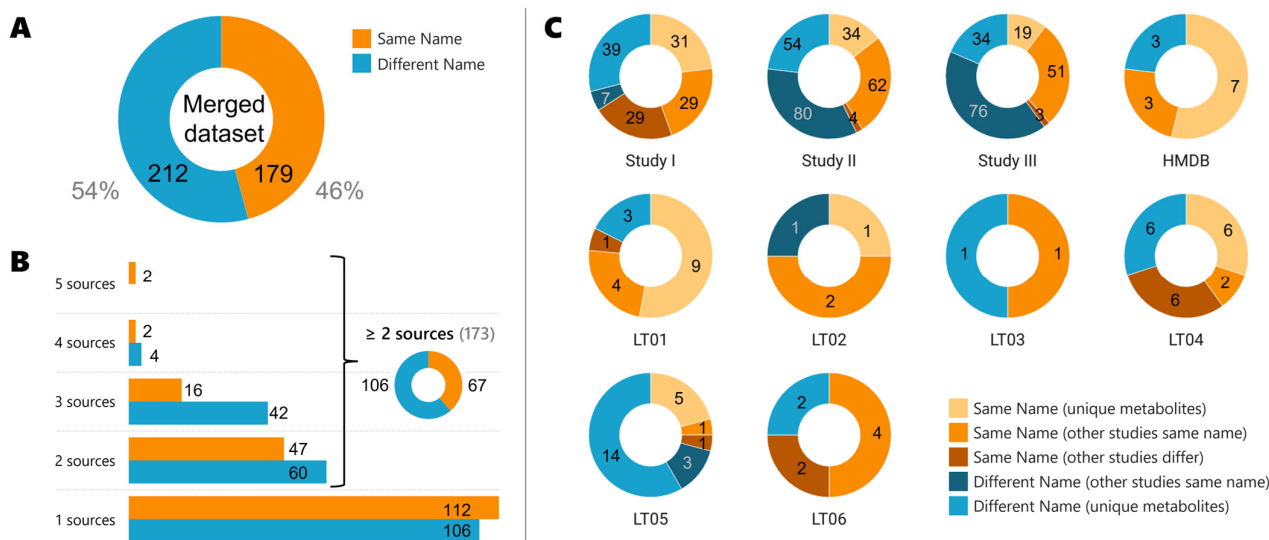 A
Same Name
Different Name
Merged
dataset
212
179
54%
46%
B
5 sources
2
4 sources
2
4
3 sources
16
42
2 sources
47
60
1 sources
112
106
≥ 2 sources (173)
106
67
C
39
31
7
29
29
Study I
54
34
62
80
4
Study II
34
19
51
76
3
Study III
3
7
3
HMDB
3
1
9
4
LT01
1
1
2
LT02
1
1
LT03
6
6
2
6
LT04
5
1
1
14
3
LT05
2
4
2
LT06
Same Name (unique metabolites)
Same Name (other studies same name)
Same Name (other studies differ)
Different Name (other studies same name)
Different Name (unique metabolites)